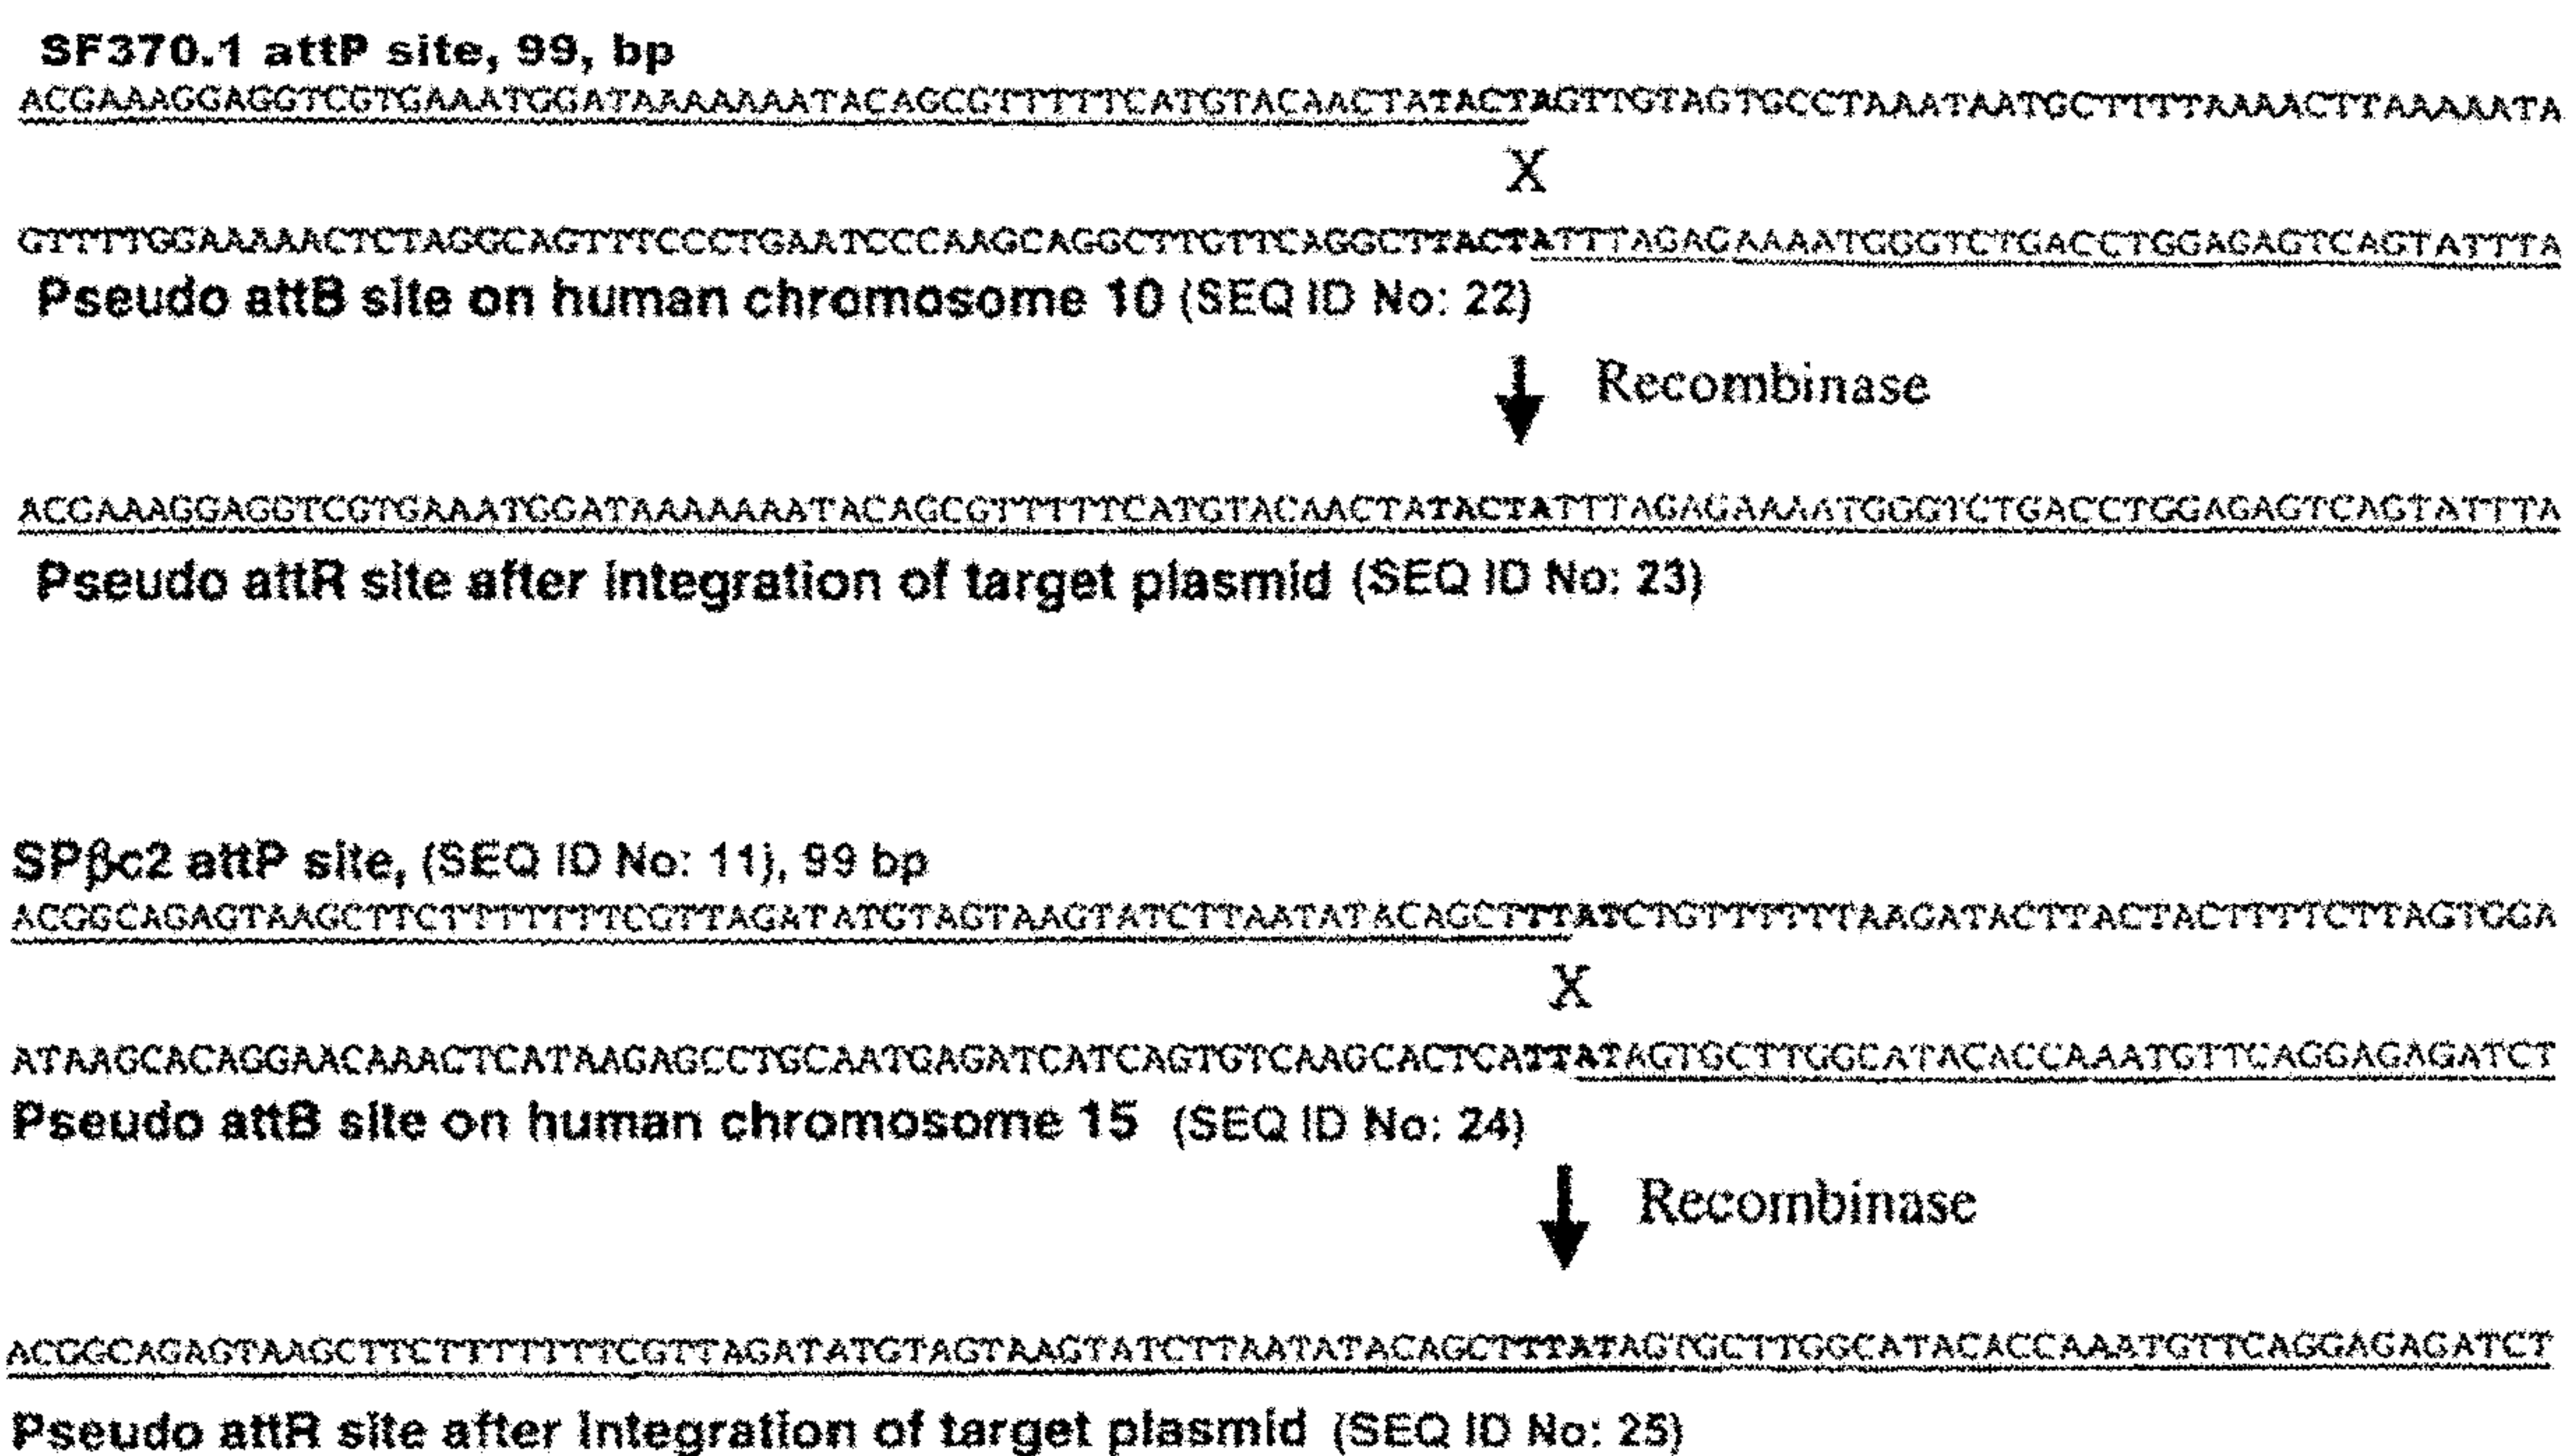 SF370.1 attP site, 99, bp
ACGAAAGGAGGTCGTGAAATGGATAAAAAAATACAGCGTTTTTCATGTACAACTATACTAGTTGTAGTGCCTAAATAATGCTTTTAAAACTTAAAAATA
X
GTTTTGGAAAAACTCTAGGCAGTTTCCCTGAATCCCAAGCAGGCTTGTTCAGGCTTACTATTTAGAGAAAATGGGTCTGACCTGGAGAGTCAGTATTTA
Pseudo attB site on human chromosome 10 (SEQ ID No: 22)
Recombinase
ACGAAAGGAGGTCGTGAAATGGATAAAAAAATACAGCGTTTTTCATGTACAACTATACTATTTAGAGAAAATGGGTCTGACCTGGAGAGTCAGTATTTA
Pseudo attR site after integration of target plasmid (SEQ ID No: 23)
SPβc2 attP site, (SEQ ID No: 11), 99 bp
ACGGCAGAGTAAGCTTCTTTTTTTCGTTAGATATGTAGTAAGTATCTTAATATACAGCTTTATCTGTTTTTTAAGATACTTACTACTTTTCTTAGTGGA
X
ATAAGCACAGGAACAAACTCATAAGAGCCTGCAATGAGATCATCAGTGTCAAGCACTCATTATAGTGCTTGGCATACACCAAATGTTCAGGAGAGATCT
Pseudo attB site on human chromosome 15 (SEQ ID No: 24)
Recombinase
ACGGCAGAGTAAGCTTCTTTTTTTCGTTAGATATGTAGTAAGTATCTTAATATACAGCTTTATAGTGCTTGGCATACACCAAATGTTCAGGAGAGATCT
Pseudo attR site after integration of target plasmid (SEQ ID No: 25)